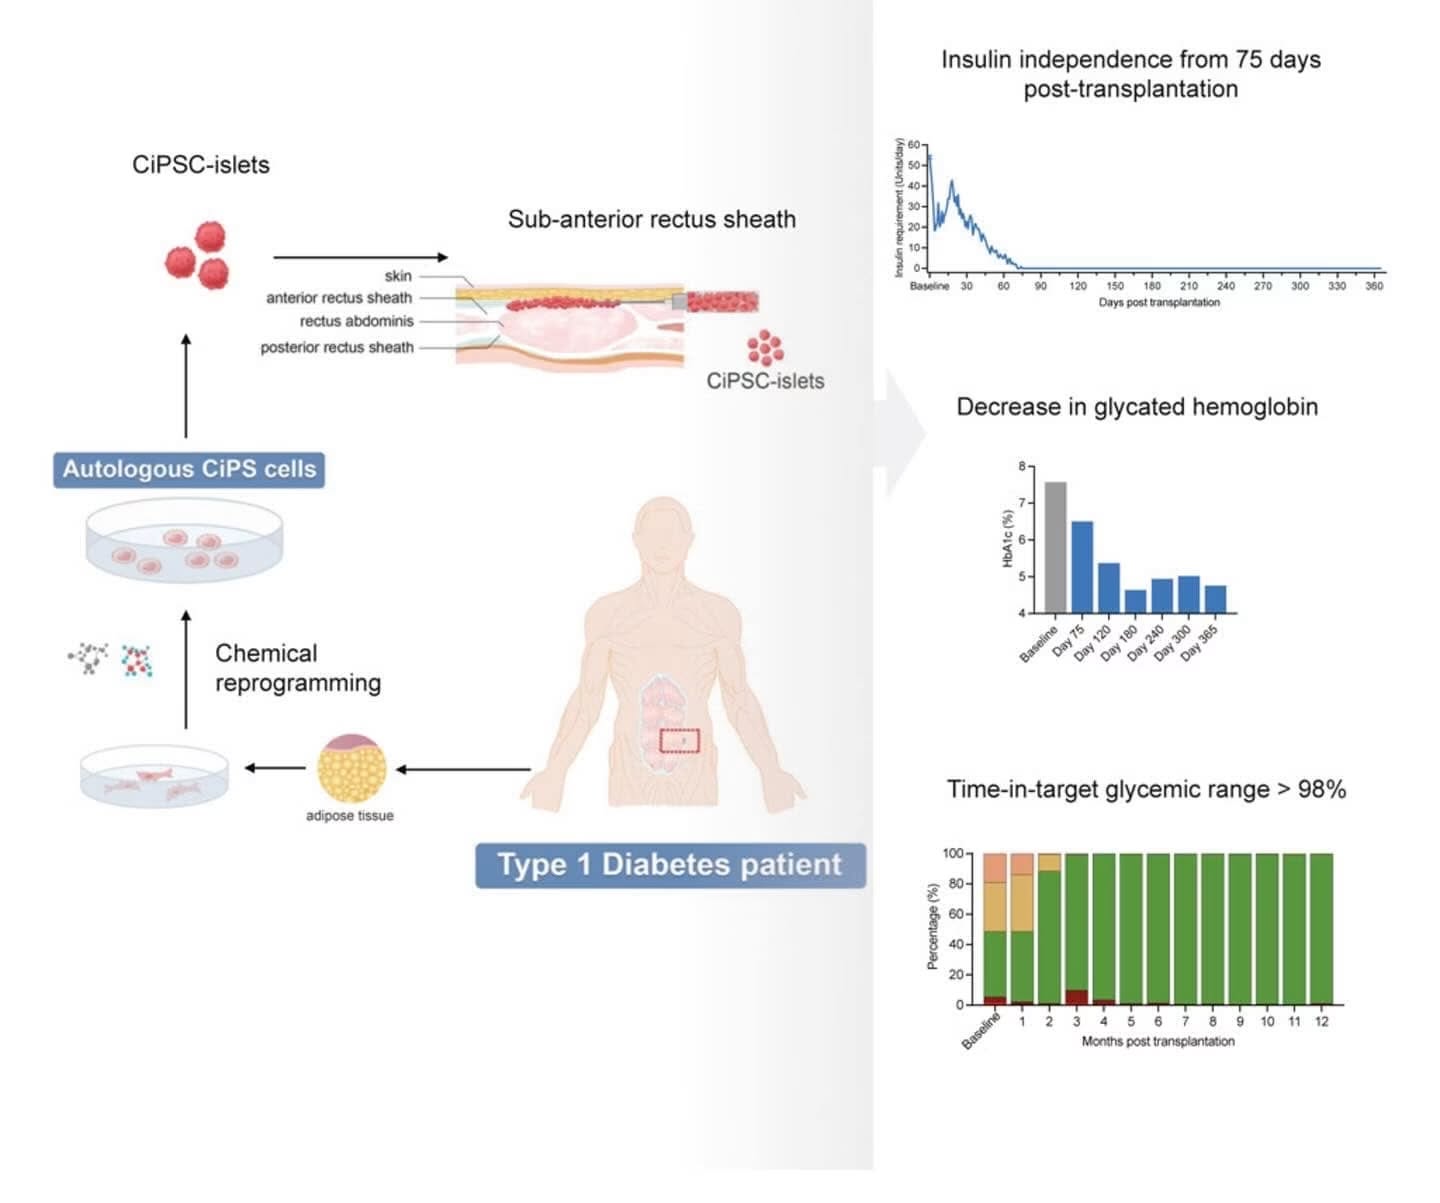 CiPSC-islets
Sub-anterior rectus sheath
skin
anterior rectus sheath
rectus abdominis
posterior rectus sheath
CiPSC-islets
Autologous CiPS cells
Chemical
reprogramming
adipose tissue
Type 1 Diabetes patient
Insulin independence from 75 days
post-transplantation
Insulin requirement (Units/day)
60
50
40
30
20
10
0
Baseline 30 60 90 120 150 180 210 240 270 300 330 360
Days post transplantation
Decrease in glycated hemoglobin
HbA1c (%)
8
7
6
5
4
Baseline Day 75 Day 120 Day 180 Day 240 Day 300 Day 365
Time-in-target glycemic range > 98%
Percentage (%)
100
80
60
40
20
0
Baseline 1 2 3 4 5 6 7 8 9 10 11 12
Months post transplantation